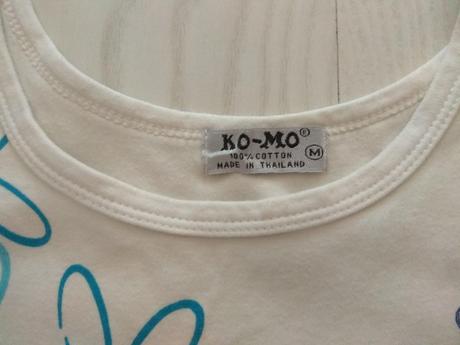 KO-MO®
100% COTTON
MADE IN THAILAND
M